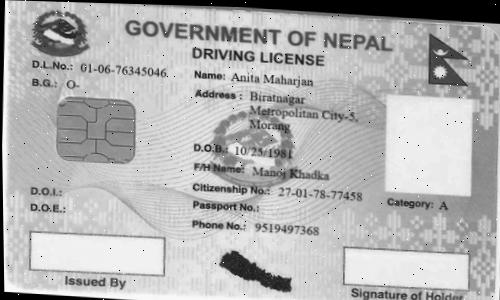 GOVERNMENT OF NEPAL
DRIVING LICENSE
D.L.No.: 01-06-76345046
B.G.: O-
Name: Anita Maharjan
Address : Biratnagar
Metropolitan City-5,
Morang
D.O.B.: 10/25/1981
F/H Name: Manoj Khadka
Citizenship No.: 27-01-78-77458
Passport No.:
Phone No.: 9519497368
D.O.I.:
D.O.E.:
Category: A
Issued By
Signature of Holder